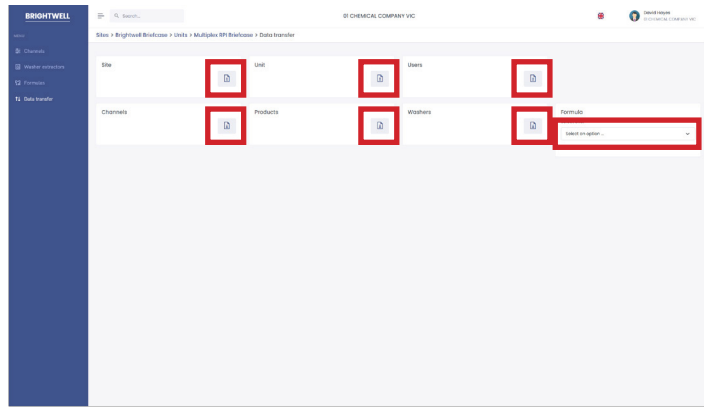 BRIGHTWELL
Search...
01 CHEMICAL COMPANY VIC
David Hayes
01 CHEMICAL COMPANY VIC
MENU
Sites > Brightwell Briefcase > Units > Multiplex RPI Briefcase > Data transfer
Channels
Washer extractors
Formulas
Data transfer
Site
Unit
Users
Channels
Products
Washers
Formula
Select an option ...